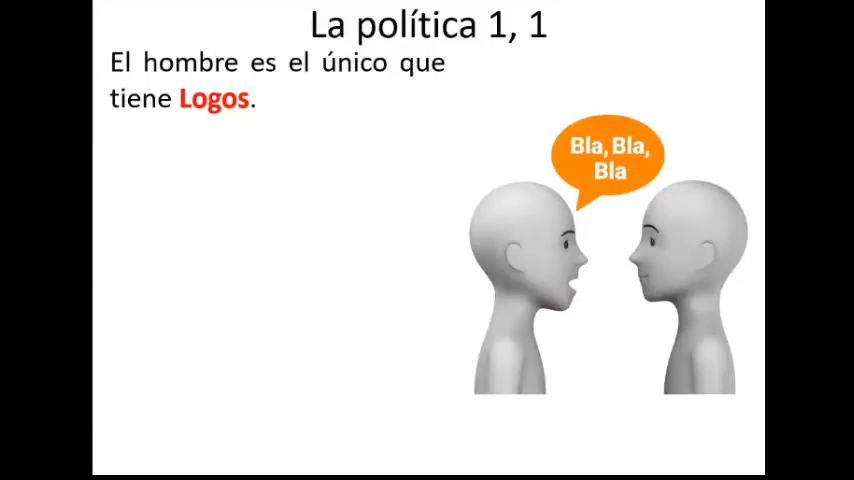 La política 1, 1
El hombre es el único que
tiene Logos.
Bla, Bla,
Bla